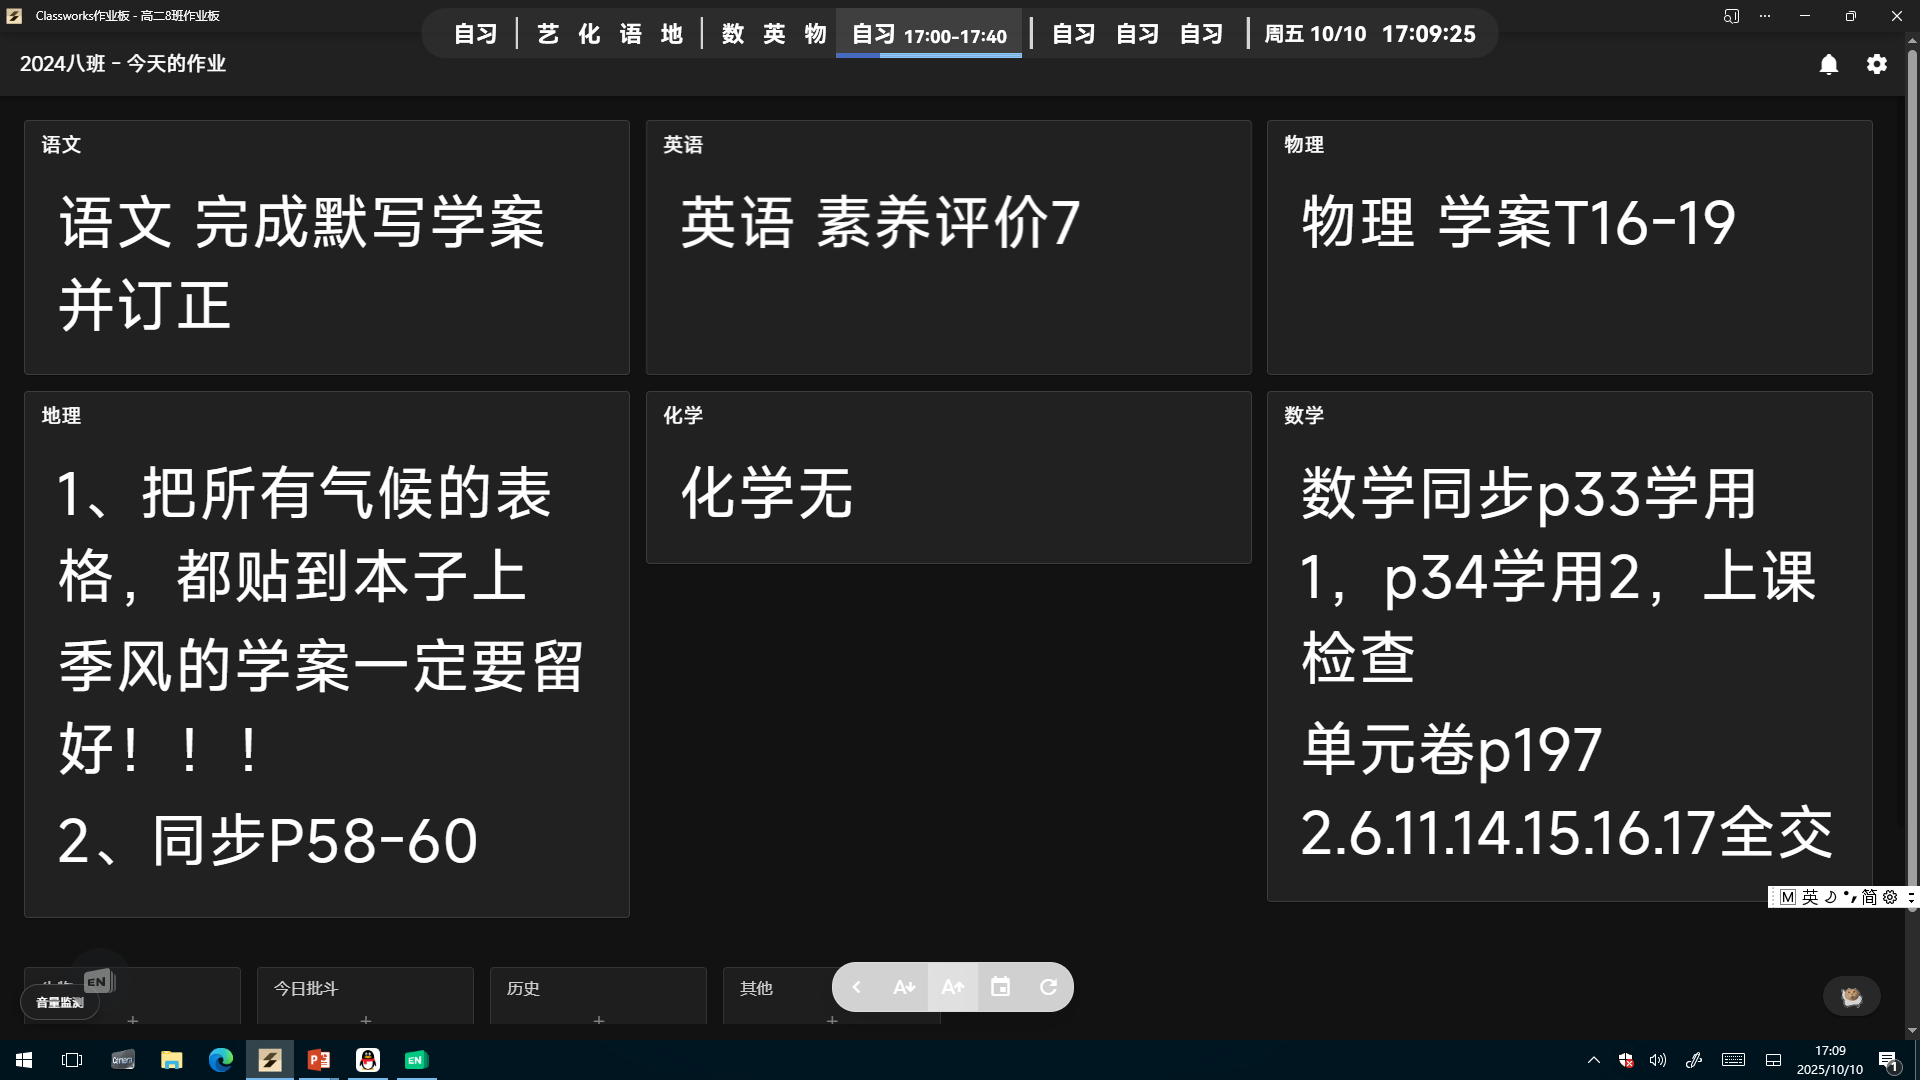 Classworks作业板 - 高二8班作业板
自习 | 艺 化 语 地 | 数 英 物 自习 17:00-17:40 | 自习 自习 自习 | 周五 10/10 17:09:25
2024八班 - 今天的作业
语文
语文 完成默写学案
并订正
英语
英语 素养评价7
物理
物理 学案T16-19
地理
1、把所有气候的表
格，都贴到本子上
季风的学案一定要留
好！！！
2、同步P58-60
化学
化学无
数学
数学同步p33学用
1，p34学用2，上课
检查
单元卷p197
2.6.11.14.15.16.17全交
M 英 简
EN
音量监测
今日批斗
历史
其他
EN
17:09
2025/10/10
1